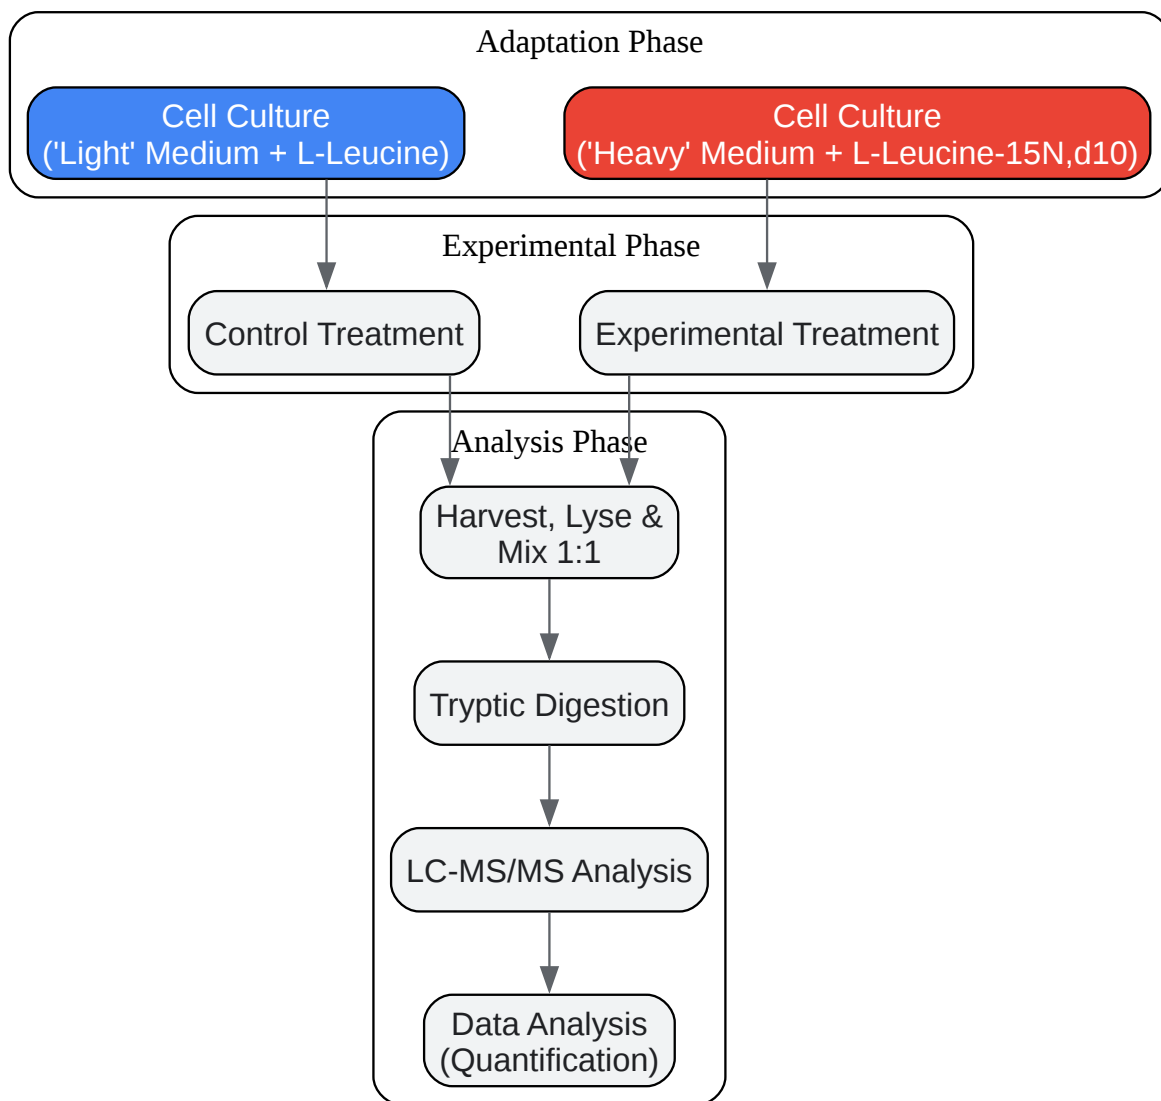 Adaptation Phase
Cell Culture
('Light' Medium + L-Leucine)
Cell Culture
('Heavy' Medium + L-Leucine-15N,d10)
Experimental Phase
Control Treatment
Experimental Treatment
Analysis Phase
Harvest, Lyse &
Mix 1:1
Tryptic Digestion
LC-MS/MS Analysis
Data Analysis
(Quantification)